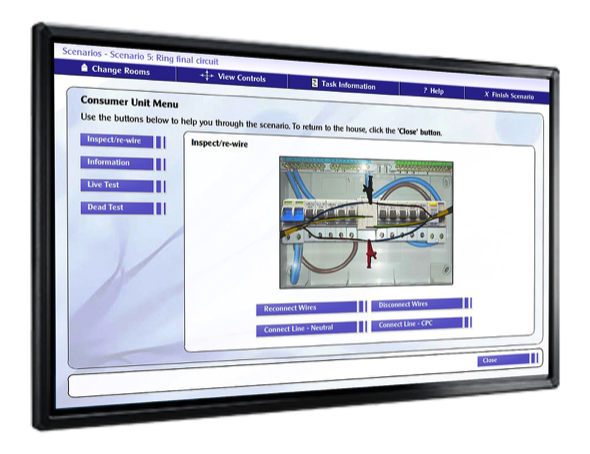 Scenarios - Scenario 5: Ring final circuit
Change Rooms
View Controls
Task Information
? Help
X Finish Scenario
Consumer Unit Menu
Use the buttons below to help you through the scenario. To return to the house, click the 'Close' button.
Inspect/re-wire
Information
Live Test
Dead Test
Inspect/re-wire
Reconnect Wires
Disconnect Wires
Connect Line - Neutral
Connect Line - CPC
Close